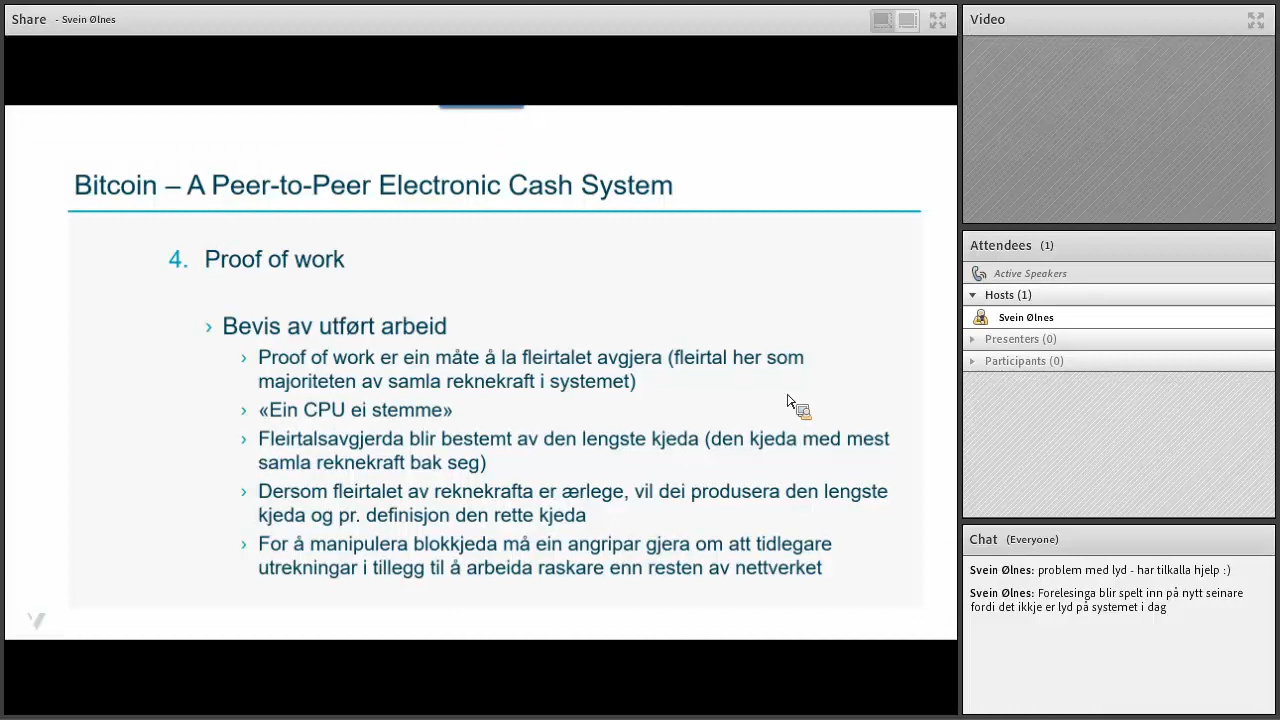 Share - Svein Ølnes
Bitcoin – A Peer-to-Peer Electronic Cash System
4. Proof of work
› Bevis av utført arbeid
› Proof of work er ein måte å la fleirtalet avgjera (fleirtal her som
majoriteten av samla reknekraft i systemet)
› «Ein CPU ei stemme»
› Fleirtalsavgjerda blir bestemt av den lengste kjeda (den kjeda med mest
samla reknekraft bak seg)
› Dersom fleirtalet av reknekrafta er ærlege, vil dei produsera den lengste
kjeda og pr. definisjon den rette kjeda
› For å manipulera blokkjeda må ein angripar gjera om att tidlegare
utrekningar i tillegg til å arbeida raskare enn resten av nettverket
Video
Attendees (1)
Active Speakers
Hosts (1)
Svein Ølnes
Presenters (0)
Participants (0)
Chat (Everyone)
Svein Ølnes: problem med lyd - har tilkalla hjelp :)
Svein Ølnes: Forelesinga blir spelt inn på nytt seinare
fordi det ikkje er lyd på systemet i dag